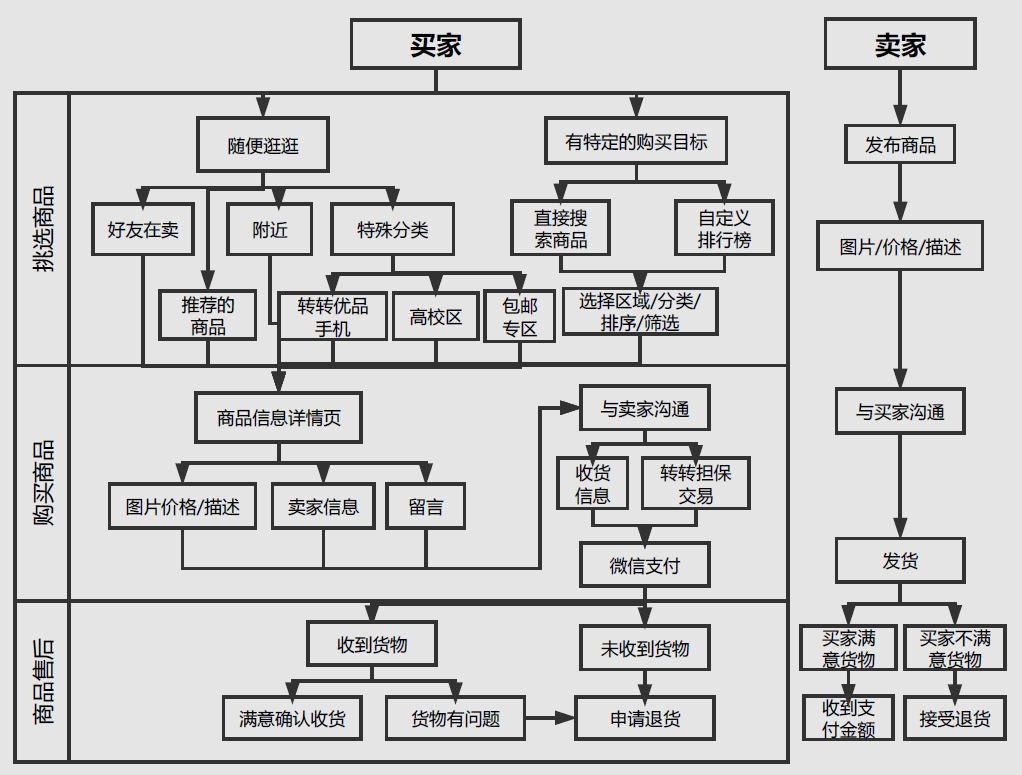 买家
卖家
挑选商品
随便逛逛
有特定的购买目标
发布商品
好友在卖
附近
特殊分类
直接搜
索商品
自定义
排行榜
图片/价格/描述
推荐的
商品
转转优品
手机
高校区
包邮
专区
选择区域/分类/
排序/筛选
购买商品
商品信息详情页
与卖家沟通
与买家沟通
图片价格/描述
卖家信息
留言
收货
信息
转转担保
交易
微信支付
发货
商品售后
收到货物
未收到货物
买家满
意货物
买家不满
意货物
满意确认收货
货物有问题
申请退货
收到支
付金额
接受退货